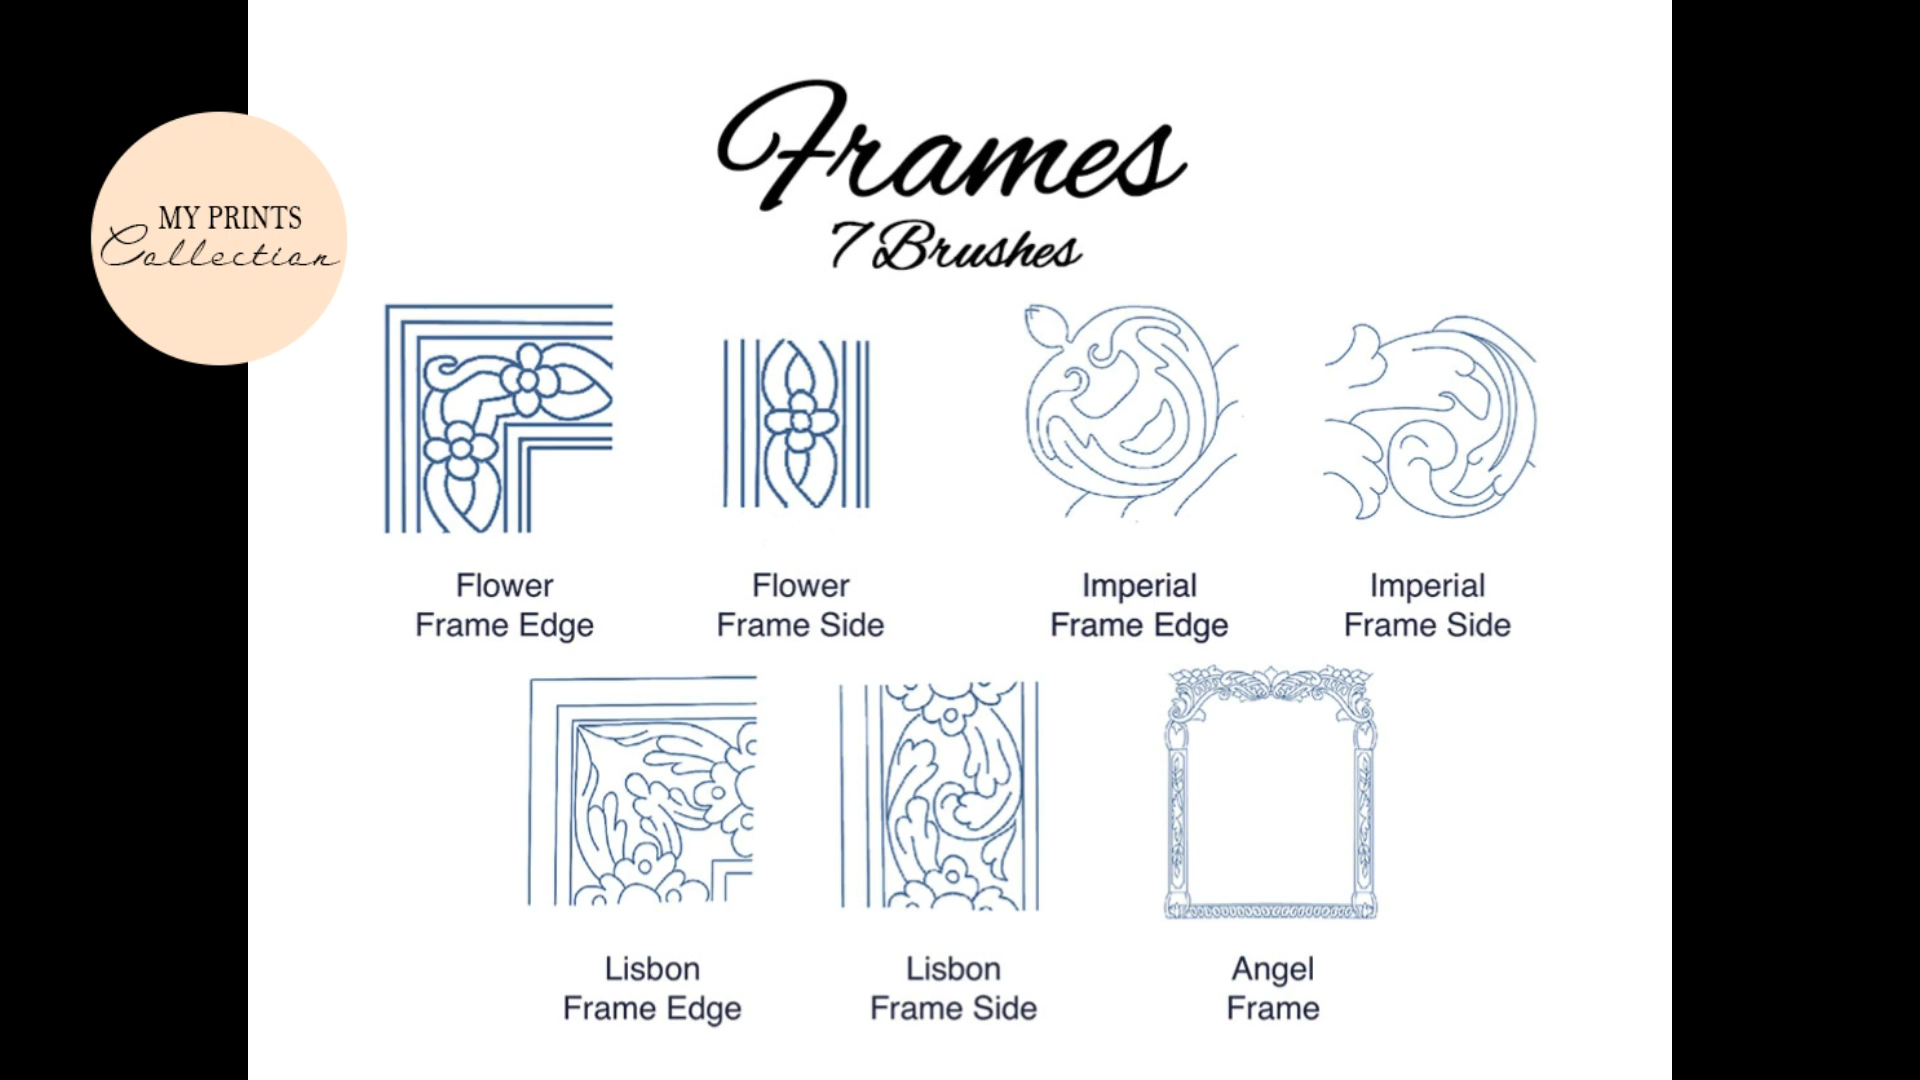 Frames
7 Brushes
MY PRINTS
Collection
Flower
Frame Edge
Flower
Frame Side
Imperial
Frame Edge
Imperial
Frame Side
Lisbon
Frame Edge
Lisbon
Frame Side
Angel
Frame